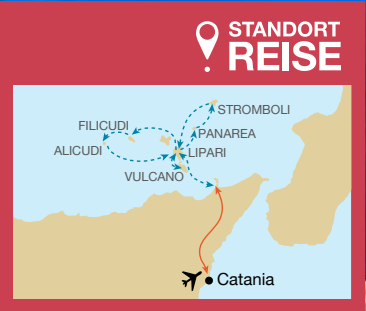 STANDORT
REISE
STROMBOLI
FILICUDI
PANAREA
ALICUDI
LIPARI
VULCANO
Catania